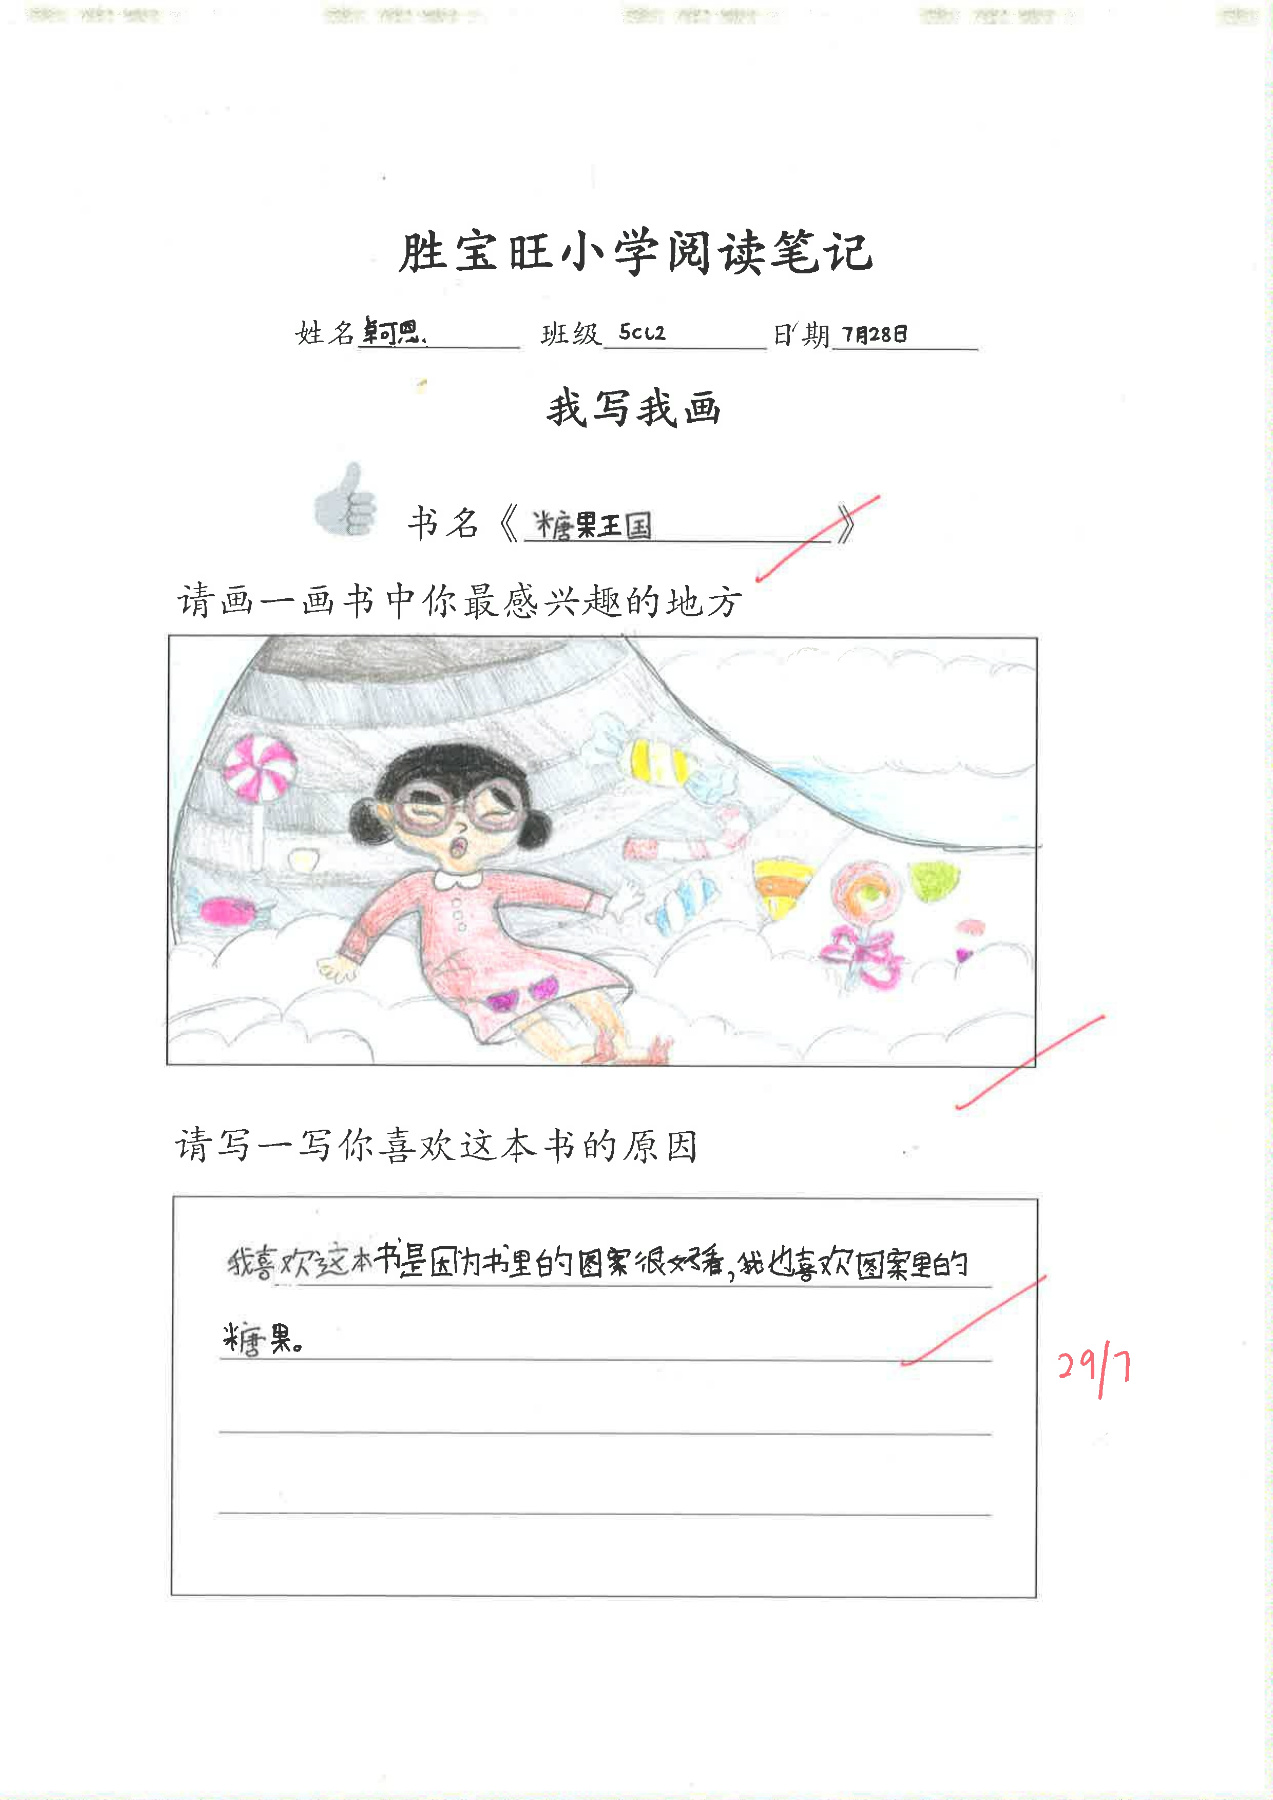 胜宝旺小学阅读笔记
姓名 卓可恩 班级 5CL2 日期 7月28日
我写我画
书名《糖果王国》
请画一画书中你最感兴趣的地方
请写一写你喜欢这本书的原因
我喜欢这本书是因为书里的图案很好看,我也喜欢图案里的
糖果。
29/7